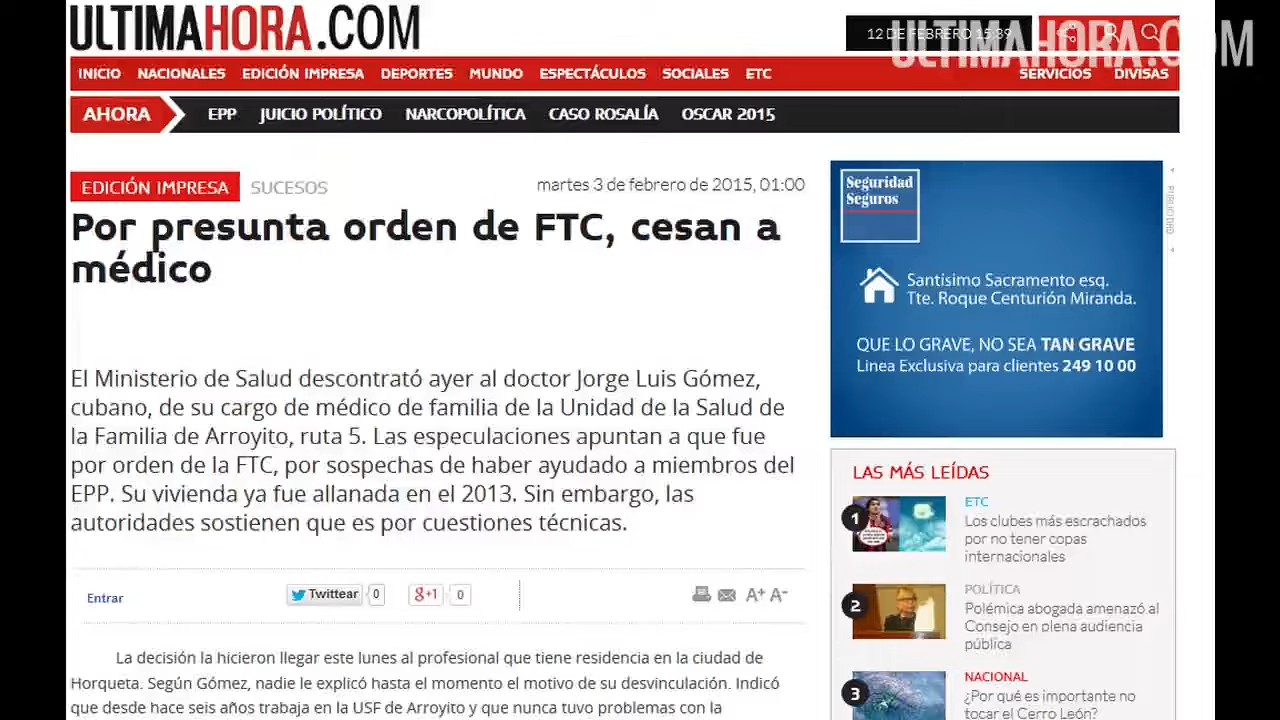 ULTIMAHORA.COM
12 DE FEBRERO 15:39
ULTIMAHORA.COM
INICIO NACIONALES EDICIÓN IMPRESA DEPORTES MUNDO ESPECTÁCULOS SOCIALES ETC SERVICIOS DIVISAS
AHORA EPP JUICIO POLÍTICO NARCOPOLÍTICA CASO ROSALÍA OSCAR 2015
EDICIÓN IMPRESA SUCESOS martes 3 de febrero de 2015, 01:00
Por presunta orden de FTC, cesan a
médico
El Ministerio de Salud descontrató ayer al doctor Jorge Luis Gómez,
cubano, de su cargo de médico de familia de la Unidad de la Salud de
la Familia de Arroyito, ruta 5. Las especulaciones apuntan a que fue
por orden de la FTC, por sospechas de haber ayudado a miembros del
EPP. Su vivienda ya fue allanada en el 2013. Sin embargo, las
autoridades sostienen que es por cuestiones técnicas.
Entrar Twittear 0 g+1 0 A+ A-
La decisión la hicieron llegar este lunes al profesional que tiene residencia en la ciudad de
Horqueta. Según Gómez, nadie le explicó hasta el momento el motivo de su desvinculación. Indicó
que desde hace seis años trabaja en la USF de Arroyito y que nunca tuvo problemas con la
Seguridad
Seguros
PUBLICIDAD
Santísimo Sacramento esq.
Tte. Roque Centurión Miranda.
QUE LO GRAVE, NO SEA TAN GRAVE
Linea Exclusiva para clientes 249 10 00
LAS MÁS LEÍDAS
1
ETC
Los clubes más escrachados
por no tener copas
internacionales
2
POLÍTICA
Polémica abogada amenazó al
Consejo en plena audiencia
pública
3
NACIONAL
¿Por qué es importante no
tocar el Cerro León?